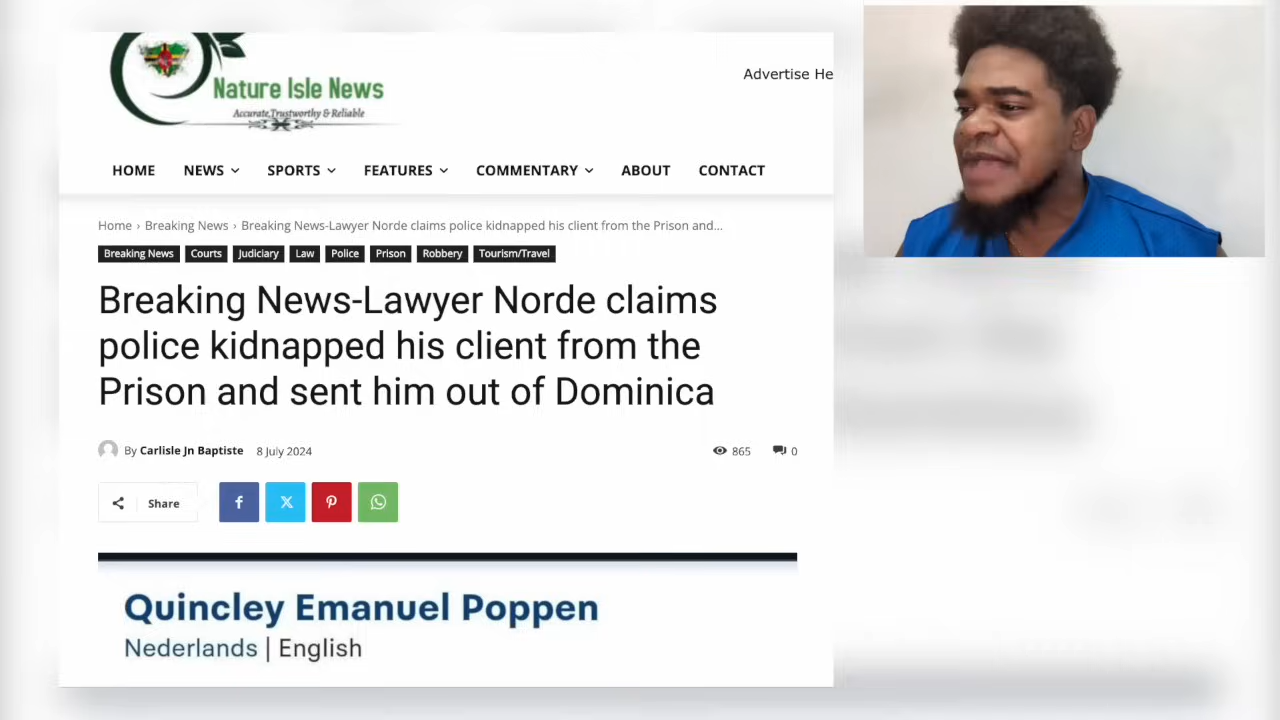 Nature Isle News
Accurate,Trustworthy & Reliable
Advertise He
HOME NEWS SPORTS FEATURES COMMENTARY ABOUT CONTACT
Home › Breaking News › Breaking News-Lawyer Norde claims police kidnapped his client from the Prison and...
Breaking News Courts Judiciary Law Police Prison Robbery Tourism/Travel
Breaking News-Lawyer Norde claims
police kidnapped his client from the
Prison and sent him out of Dominica
By Carlisle Jn Baptiste 8 July 2024 865 0
Share
Quincley Emanuel Poppen
Nederlands | English